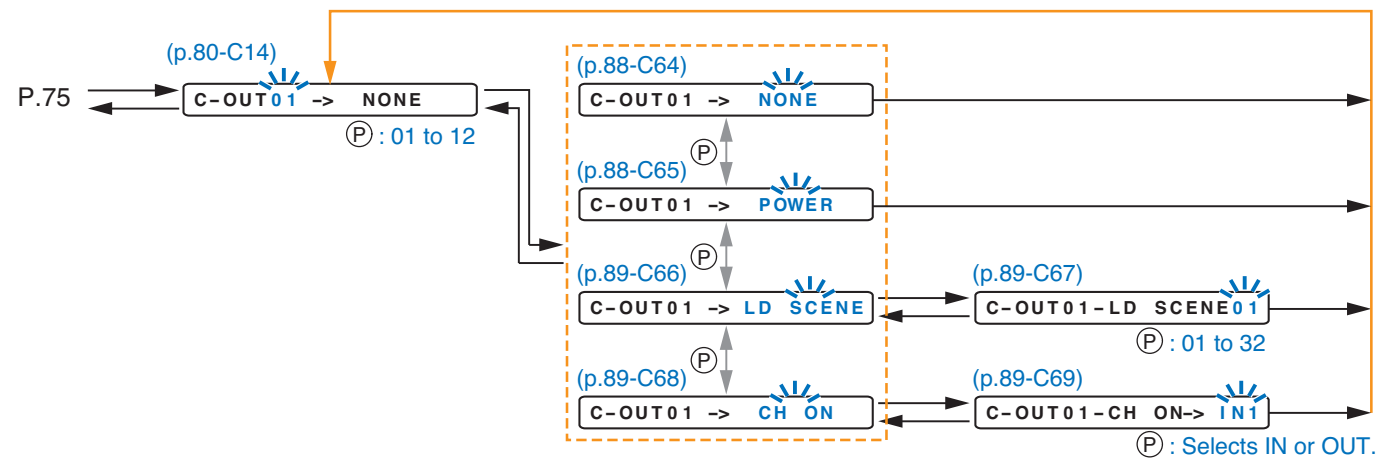 (p.80-C14)
P.75
C-OUT01 -> NONE
Ⓟ : 01 to 12
(p.88-C64)
C-OUT01 -> NONE
Ⓟ
(p.88-C65)
C-OUT01 -> POWER
Ⓟ
(p.89-C66)
C-OUT01 -> LD SCENE
(p.89-C67)
C-OUT01-LD SCENE01
Ⓟ : 01 to 32
Ⓟ
(p.89-C68)
C-OUT01 -> CH ON
(p.89-C69)
C-OUT01-CH ON-> IN1
Ⓟ : Selects IN or OUT.